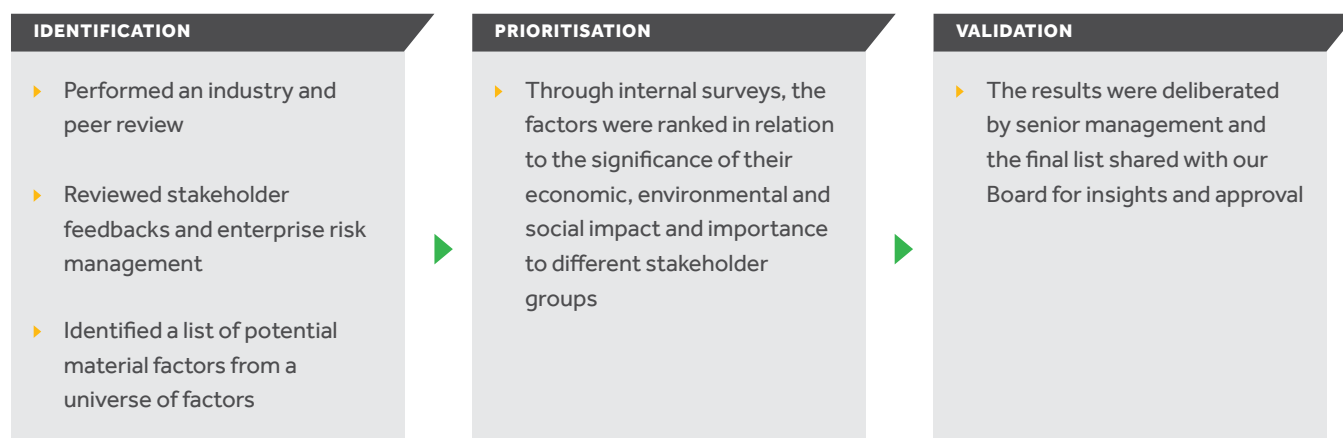 IDENTIFICATION
Performed an industry and
peer review
Reviewed stakeholder
feedbacks and enterprise risk
management
Identified a list of potential
material factors from a
universe of factors
PRIORITISATION
Through internal surveys, the
factors were ranked in relation
to the significance of their
economic, environmental and
social impact and importance
to different stakeholder
groups
VALIDATION
The results were deliberated
by senior management and
the final list shared with our
Board for insights and approval